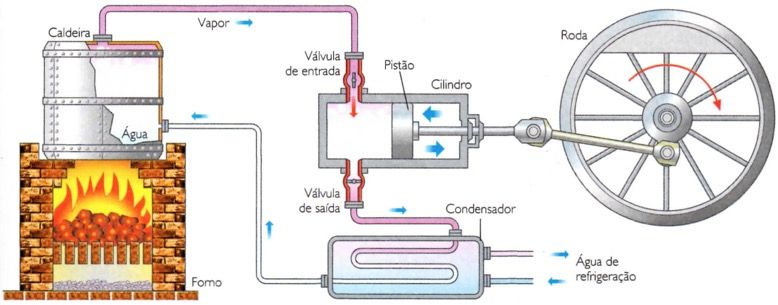 Caldeira
Vapor
Água
Forno
Válvula
de entrada
Pistão
Cilindro
Roda
Válvula
de saída
Condensador
Água de
refrigeração